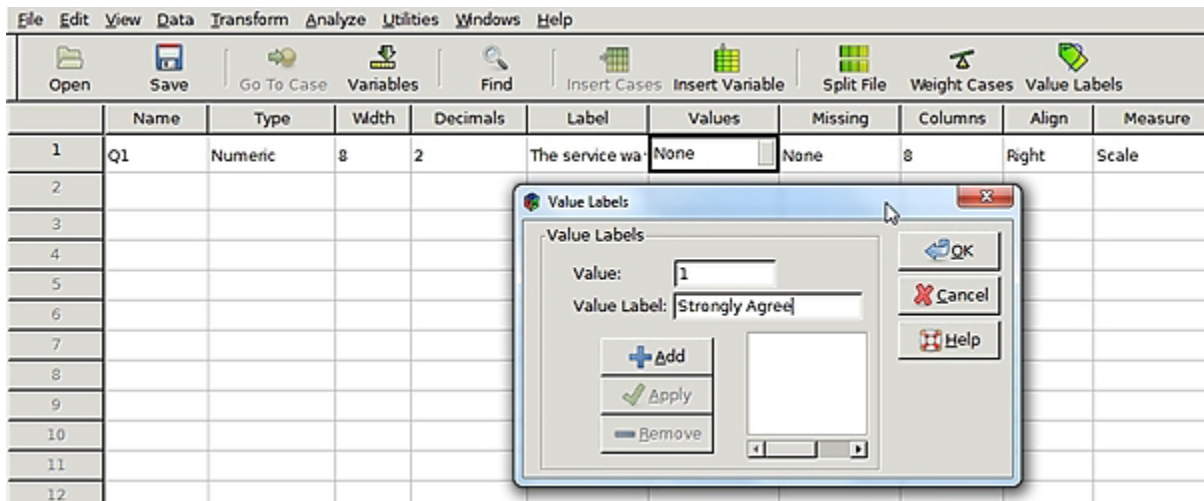 File Edit View Data Transform Analyze Utilities Windows Help
Open Save Go To Case Variables Find Insert Cases Insert Variable Split File Weight Cases Value Labels
Name Type Width Decimals Label Values Missing Columns Align Measure
1 Q1 Numeric 8 2 The service wa None None 8 Right Scale
2
3
4
5
6
7
8
9
10
11
12
Value Labels
Value Labels
Value: 1
Value Label: Strongly Agree
Add
Apply
Remove
OK
Cancel
Help